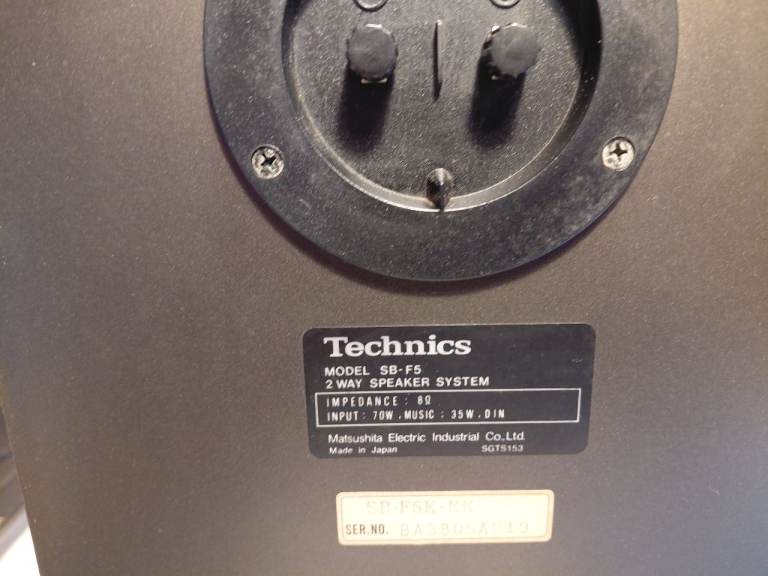 Technics
MODEL SB-F5
2 WAY SPEAKER SYSTEM
IMPEDANCE : 8Ω
INPUT : 70W . MUSIC : 35W . DIN
Matsushita Electric Industrial Co., Ltd.
Made in Japan SGTS153
SER.NO.